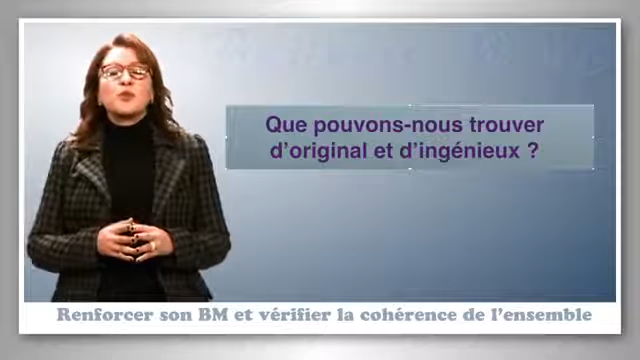 Que pouvons-nous trouver
d'original et d'ingénieux ?
Renforcer son BM et vérifier la cohérence de l'ensemble